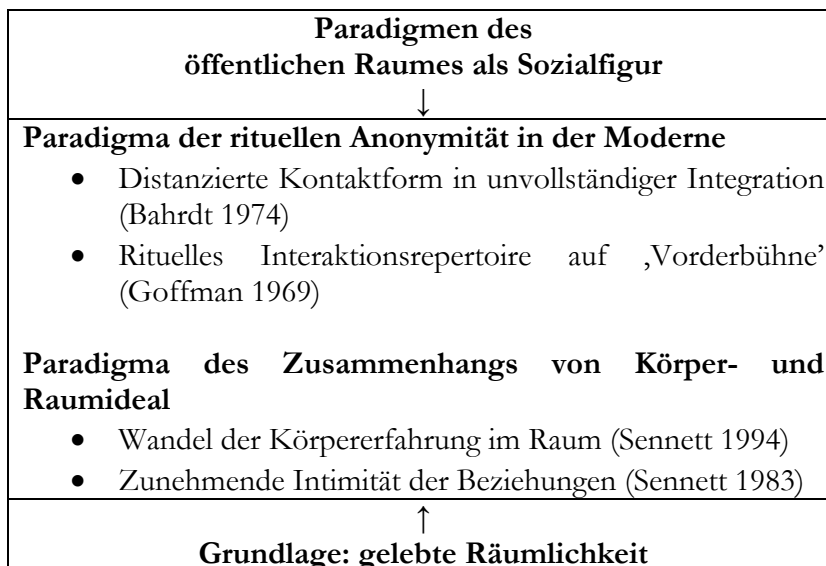 Paradigmen des
öffentlichen Raumes als Sozialfigur
↓
Paradigma der rituellen Anonymität in der Moderne
• Distanzierte Kontaktform in unvollständiger Integration
(Bahrdt 1974)
• Rituelles Interaktionsrepertoire auf ‚Vorderbühne’
(Goffman 1969)
Paradigma des Zusammenhangs von Körper- und
Raumideal
• Wandel der Körpererfahrung im Raum (Sennett 1994)
• Zunehmende Intimität der Beziehungen (Sennett 1983)
↑
Grundlage: gelebte Räumlichkeit